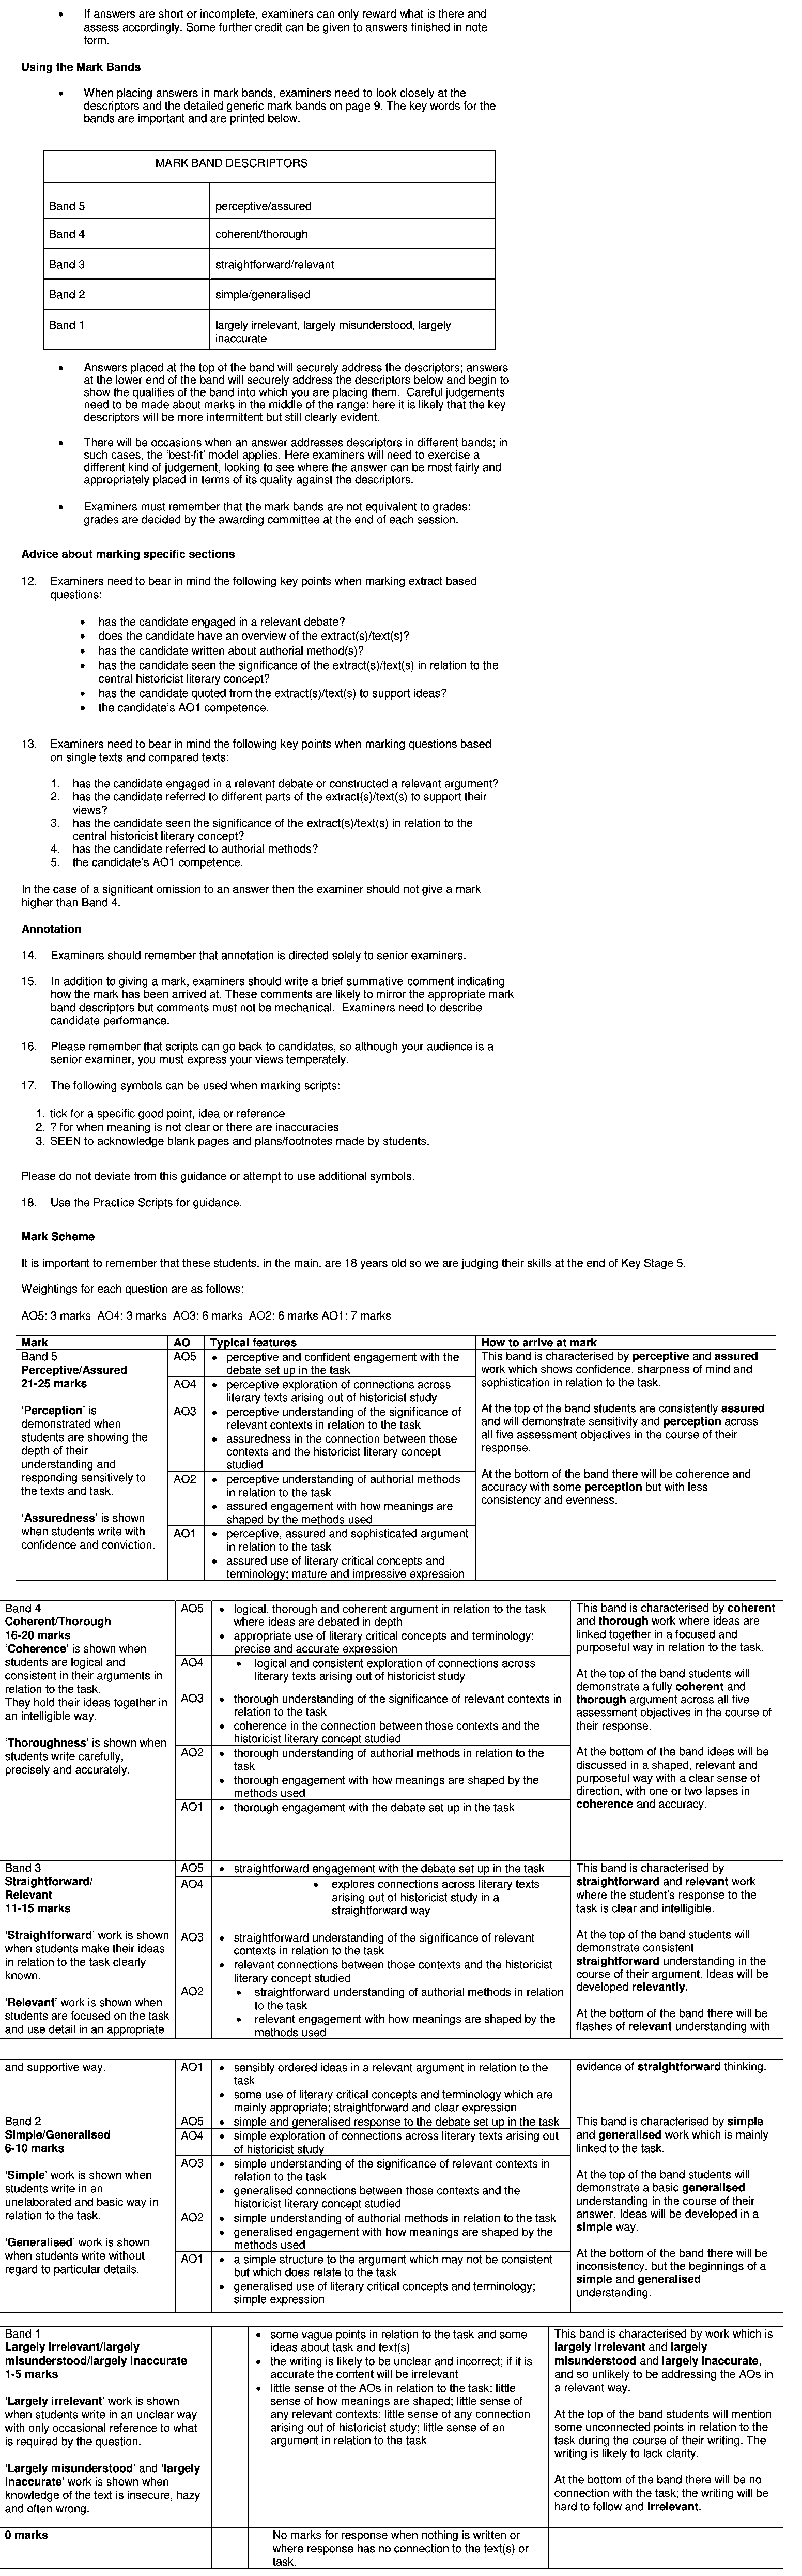 • If answers are short or incomplete, examiners can only reward what is there and
assess accordingly. Some further credit can be given to answers finished in note
form.
Using the Mark Bands
• When placing answers in mark bands, examiners need to look closely at the
descriptors and the detailed generic mark bands on page 9. The key words for the
bands are important and are printed below.
MARK BAND DESCRIPTORS
Band 5 perceptive/assured
Band 4 coherent/thorough
Band 3 straightforward/relevant
Band 2 simple/generalised
Band 1 largely irrelevant, largely misunderstood, largely
inaccurate
• Answers placed at the top of the band will securely address the descriptors; answers
at the lower end of the band will securely address the descriptors below and begin to
show the qualities of the band into which you are placing them. Careful judgements
need to be made about marks in the middle of the range; here it is likely that the key
descriptors will be more intermittent but still clearly evident.
• There will be occasions when an answer addresses descriptors in different bands; in
such cases, the 'best-fit' model applies. Here examiners will need to exercise a
different kind of judgement, looking to see where the answer can be most fairly and
appropriately placed in terms of its quality against the descriptors.
• Examiners must remember that the mark bands are not equivalent to grades:
grades are decided by the awarding committee at the end of each session.
Advice about marking specific sections
12. Examiners need to bear in mind the following key points when marking extract based
questions:
• has the candidate engaged in a relevant debate?
• does the candidate have an overview of the extract(s)/text(s)?
• has the candidate written about authorial method(s)?
• has the candidate seen the significance of the extract(s)/text(s) in relation to the
central historicist literary concept?
• has the candidate quoted from the extract(s)/text(s) to support ideas?
• the candidate's AO1 competence.
13. Examiners need to bear in mind the following key points when marking questions based
on single texts and compared texts:
1. has the candidate engaged in a relevant debate or constructed a relevant argument?
2. has the candidate referred to different parts of the extract(s)/text(s) to support their
views?
3. has the candidate seen the significance of the extract(s)/text(s) in relation to the
central historicist literary concept?
4. has the candidate referred to authorial methods?
5. the candidate's AO1 competence.
In the case of a significant omission to an answer then the examiner should not give a mark
higher than Band 4.
Annotation
14. Examiners should remember that annotation is directed solely to senior examiners.
15. In addition to giving a mark, examiners should write a brief summative comment indicating
how the mark has been arrived at. These comments are likely to mirror the appropriate mark
band descriptors but comments must not be mechanical. Examiners need to describe
candidate performance.
16. Please remember that scripts can go back to candidates, so although your audience is a
senior examiner, you must express your views temperately.
17. The following symbols can be used when marking scripts:
1. tick for a specific good point, idea or reference
2. ? for when meaning is not clear or there are inaccuracies
3. SEEN to acknowledge blank pages and plans/footnotes made by students.
Please do not deviate from this guidance or attempt to use additional symbols.
18. Use the Practice Scripts for guidance.
Mark Scheme
It is important to remember that these students, in the main, are 18 years old so we are judging their skills at the end of Key Stage 5.
Weightings for each question are as follows:
AO5: 3 marks AO4: 3 marks AO3: 6 marks AO2: 6 marks AO1: 7 marks
Mark AO Typical features How to arrive at mark
Band 5
Perceptive/Assured
21-25 marks
'Perception' is
demonstrated when
students are showing the
depth of their
understanding and
responding sensitively to
the texts and task.
'Assuredness' is shown
when students write with
confidence and conviction.
AO5 • perceptive and confident engagement with the
debate set up in the task
AO4 • perceptive exploration of connections across
literary texts arising out of historicist study
AO3 • perceptive understanding of the significance of
relevant contexts in relation to the task
• assuredness in the connection between those
contexts and the historicist literary concept
studied
AO2 • perceptive understanding of authorial methods
in relation to the task
• assured engagement with how meanings are
shaped by the methods used
AO1 • perceptive, assured and sophisticated argument
in relation to the task
• assured use of literary critical concepts and
terminology; mature and impressive expression
This band is characterised by perceptive and assured
work which shows confidence, sharpness of mind and
sophistication in relation to the task.
At the top of the band students are consistently assured
and will demonstrate sensitivity and perception across
all five assessment objectives in the course of their
response.
At the bottom of the band there will be coherence and
accuracy with some perception but with less
consistency and evenness.
Band 4
Coherent/Thorough
16-20 marks
'Coherence' is shown when
students are logical and
consistent in their arguments in
relation to the task.
They hold their ideas together in
an intelligible way.
'Thoroughness' is shown when
students write carefully,
precisely and accurately.
AO5 • logical, thorough and coherent argument in relation to the task
where ideas are debated in depth
• appropriate use of literary critical concepts and terminology;
precise and accurate expression
AO4 • logical and consistent exploration of connections across
literary texts arising out of historicist study
AO3 • thorough understanding of the significance of relevant contexts in
relation to the task
• coherence in the connection between those contexts and the
historicist literary concept studied
AO2 • thorough understanding of authorial methods in relation to the
task
• thorough engagement with how meanings are shaped by the
methods used
AO1 • thorough engagement with the debate set up in the task
This band is characterised by coherent
and thorough work where ideas are
linked together in a focused and
purposeful way in relation to the task.
At the top of the band students will
demonstrate a fully coherent and
thorough argument across all five
assessment objectives in the course of
their response.
At the bottom of the band ideas will be
discussed in a shaped, relevant and
purposeful way with a clear sense of
direction, with one or two lapses in
coherence and accuracy.
Band 3
Straightforward/
Relevant
11-15 marks
'Straightforward' work is shown
when students make their ideas
in relation to the task clearly
known.
'Relevant' work is shown when
students are focused on the task
and use detail in an appropriate
AO5 • straightforward engagement with the debate set up in the task
AO4 • explores connections across literary texts
arising out of historicist study in a
straightforward way
AO3 • straightforward understanding of the significance of relevant
contexts in relation to the task
• relevant connections between those contexts and the historicist
literary concept studied
AO2 • straightforward understanding of authorial methods in relation
to the task
• relevant engagement with how meanings are shaped by the
methods used
This band is characterised by
straightforward and relevant work
where the student's response to the
task is clear and intelligible.
At the top of the band students will
demonstrate consistent
straightforward understanding in the
course of their argument. Ideas will be
developed relevantly.
At the bottom of the band there will be
flashes of relevant understanding with
and supportive way.
AO1 • sensibly ordered ideas in a relevant argument in relation to the
task
• some use of literary critical concepts and terminology which are
mainly appropriate; straightforward and clear expression
evidence of straightforward thinking.
Band 2
Simple/Generalised
6-10 marks
'Simple' work is shown when
students write in an
unelaborated and basic way in
relation to the task.
'Generalised' work is shown
when students write without
regard to particular details.
AO5 • simple and generalised response to the debate set up in the task
AO4 • simple exploration of connections across literary texts arising out
of historicist study
AO3 • simple understanding of the significance of relevant contexts in
relation to the task
• generalised connections between those contexts and the
historicist literary concept studied
AO2 • simple understanding of authorial methods in relation to the task
• generalised engagement with how meanings are shaped by the
methods used
AO1 • a simple structure to the argument which may not be consistent
but which does relate to the task
• generalised use of literary critical concepts and terminology;
simple expression
This band is characterised by simple
and generalised work which is mainly
linked to the task.
At the top of the band students will
demonstrate a basic generalised
understanding in the course of their
answer. Ideas will be developed in a
simple way.
At the bottom of the band there will be
inconsistency, but the beginnings of a
simple and generalised
understanding.
Band 1
Largely irrelevant/largely
misunderstood/largely inaccurate
1-5 marks
'Largely irrelevant' work is shown
when students write in an unclear way
with only occasional reference to what
is required by the question.
'Largely misunderstood' and 'largely
inaccurate' work is shown when
knowledge of the text is insecure, hazy
and often wrong.
• some vague points in relation to the task and some
ideas about task and text(s)
• the writing is likely to be unclear and incorrect; if it is
accurate the content will be irrelevant
• little sense of the AOs in relation to the task; little
sense of how meanings are shaped; little sense of
any relevant contexts; little sense of any connection
arising out of historicist study; little sense of an
argument in relation to the task
This band is characterised by work which is
largely irrelevant and largely
misunderstood and largely inaccurate,
and so unlikely to be addressing the AOs in
a relevant way.
At the top of the band students will mention
some unconnected points in relation to the
task during the course of their writing. The
writing is likely to lack clarity.
At the bottom of the band there will be no
connection with the task; the writing will be
hard to follow and irrelevant.
0 marks
No marks for response when nothing is written or
where response has no connection to the text(s) or
task.